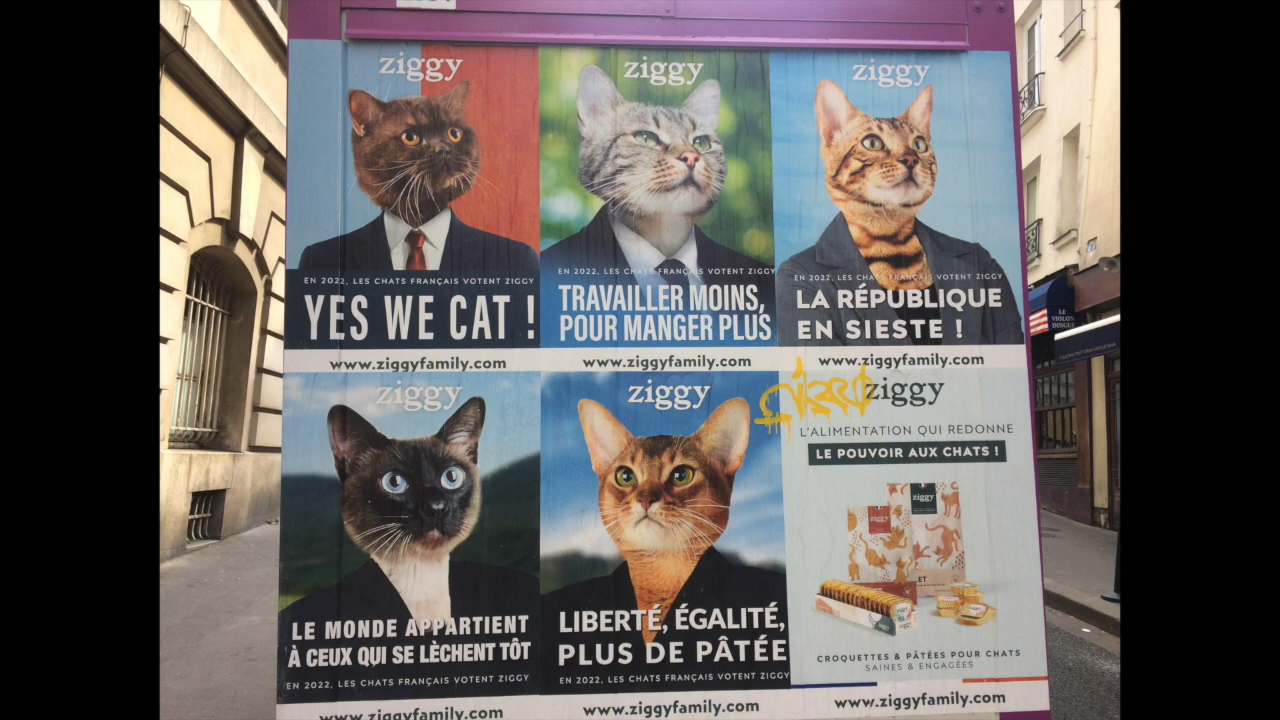 ziggy
EN 2022, LES CHATS FRANÇAIS VOTENT ZIGGY
YES WE CAT !
www.ziggyfamily.com
ziggy
EN 2022, LES CHATS FRANÇAIS VOTENT ZIGGY
TRAVAILLER MOINS,
POUR MANGER PLUS
www.ziggyfamily.com
ziggy
EN 2022, LES CHATS FRANÇAIS VOTENT ZIGGY
LA RÉPUBLIQUE
EN SIESTE !
www.ziggyfamily.com
ziggy
LE MONDE APPARTIENT
À CEUX QUI SE LÈCHENT TÔT
EN 2022, LES CHATS FRANÇAIS VOTENT ZIGGY
www.ziggyfamily.com
ziggy
LIBERTÉ, ÉGALITÉ,
PLUS DE PÂTÉE
EN 2022, LES CHATS FRANÇAIS VOTENT ZIGGY
www.ziggyfamily.com
ziggy
L'ALIMENTATION QUI REDONNE
LE POUVOIR AUX CHATS !
ziggy
ziggy
CROQUETTES & PÂTÉES POUR CHATS
SAINES & ENGAGÉES
www.ziggyfamily.com
LE
VIOLON
DINGUE